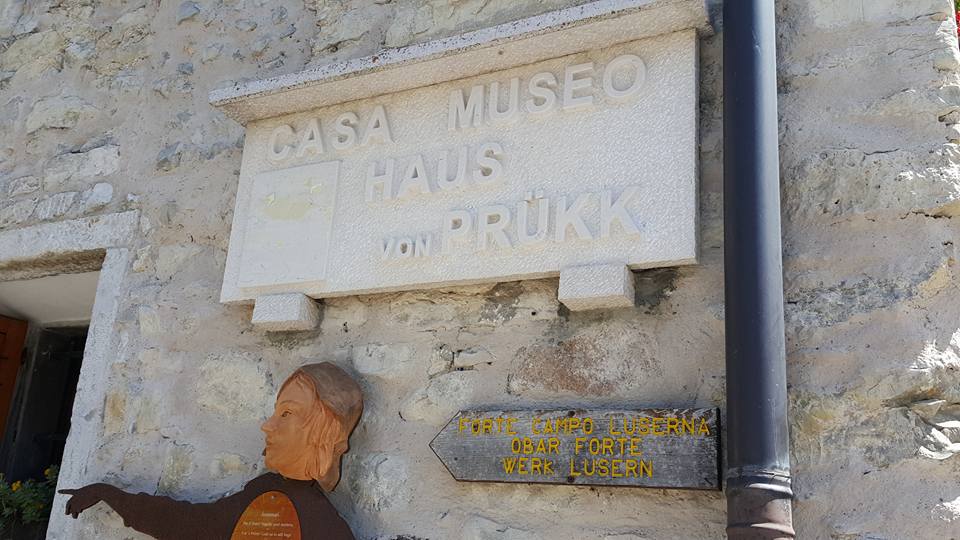 CASA MUSEO
HAUS
VON PRÜKK
FORTE CAMPO LUSERNA
OBAR FORTE
WERK LUSERN